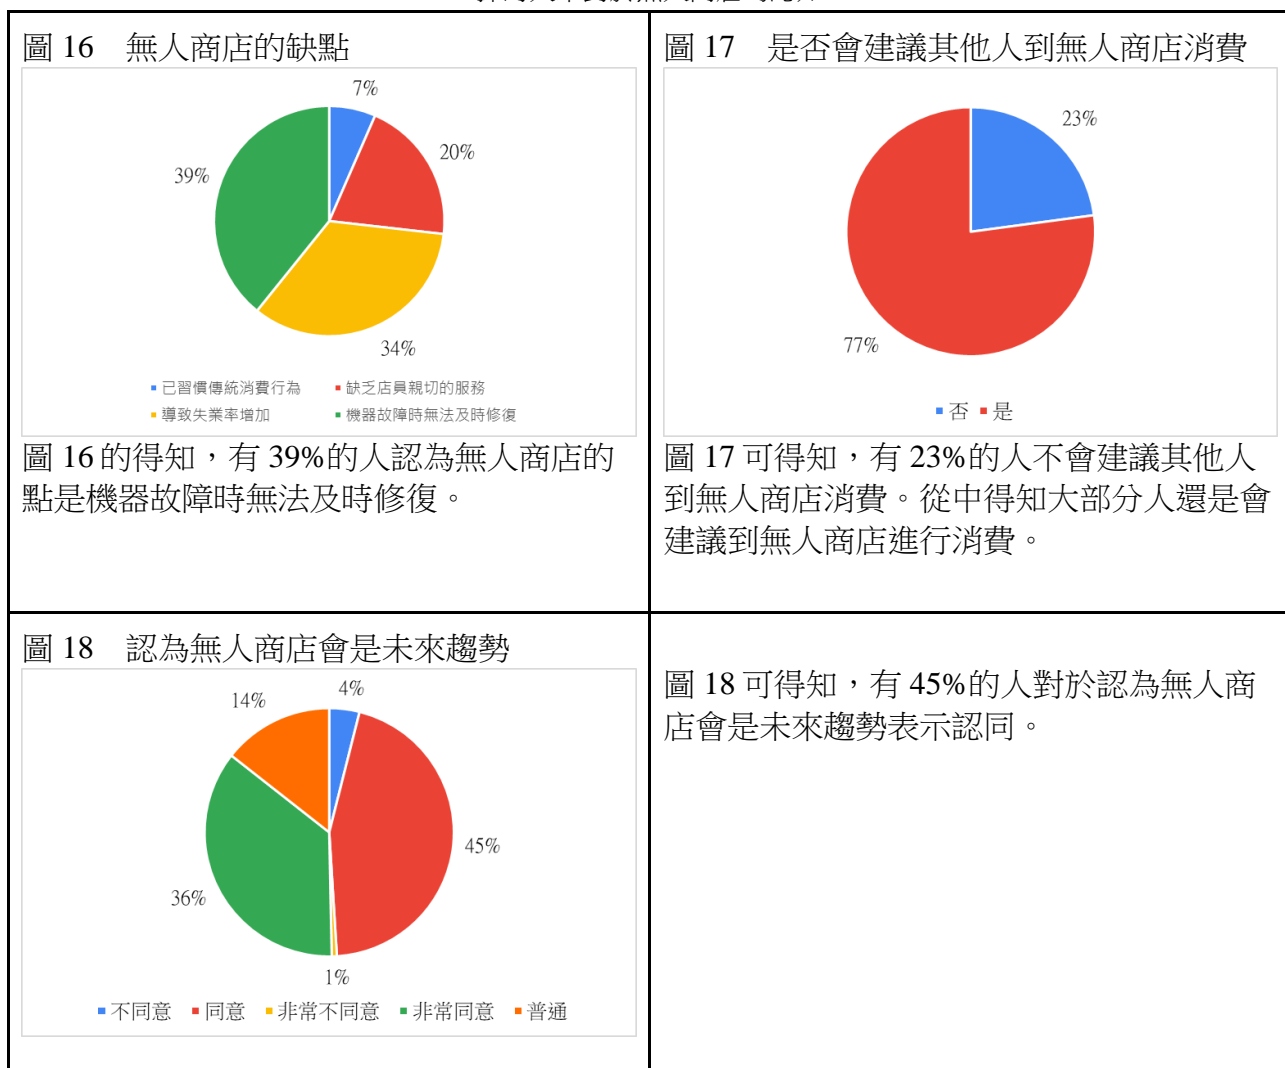 圖 16 無人商店的缺點
7%
20%
39%
34%
已習慣傳統消費行為 缺乏店員親切的服務
導致失業率增加 機器故障時無法及時修復
圖 16 的得知，有 39%的人認為無人商店的
點是機器故障時無法及時修復。
圖 17 是否會建議其他人到無人商店消費
23%
77%
否 是
圖 17 可得知，有 23%的人不會建議其他人
到無人商店消費。從中得知大部分人還是會
建議到無人商店進行消費。
圖 18 認為無人商店會是未來趨勢
4%
14%
45%
36%
1%
不同意 同意 非常不同意 非常同意 普通
圖 18 可得知，有 45%的人對於認為無人商
店會是未來趨勢表示認同。